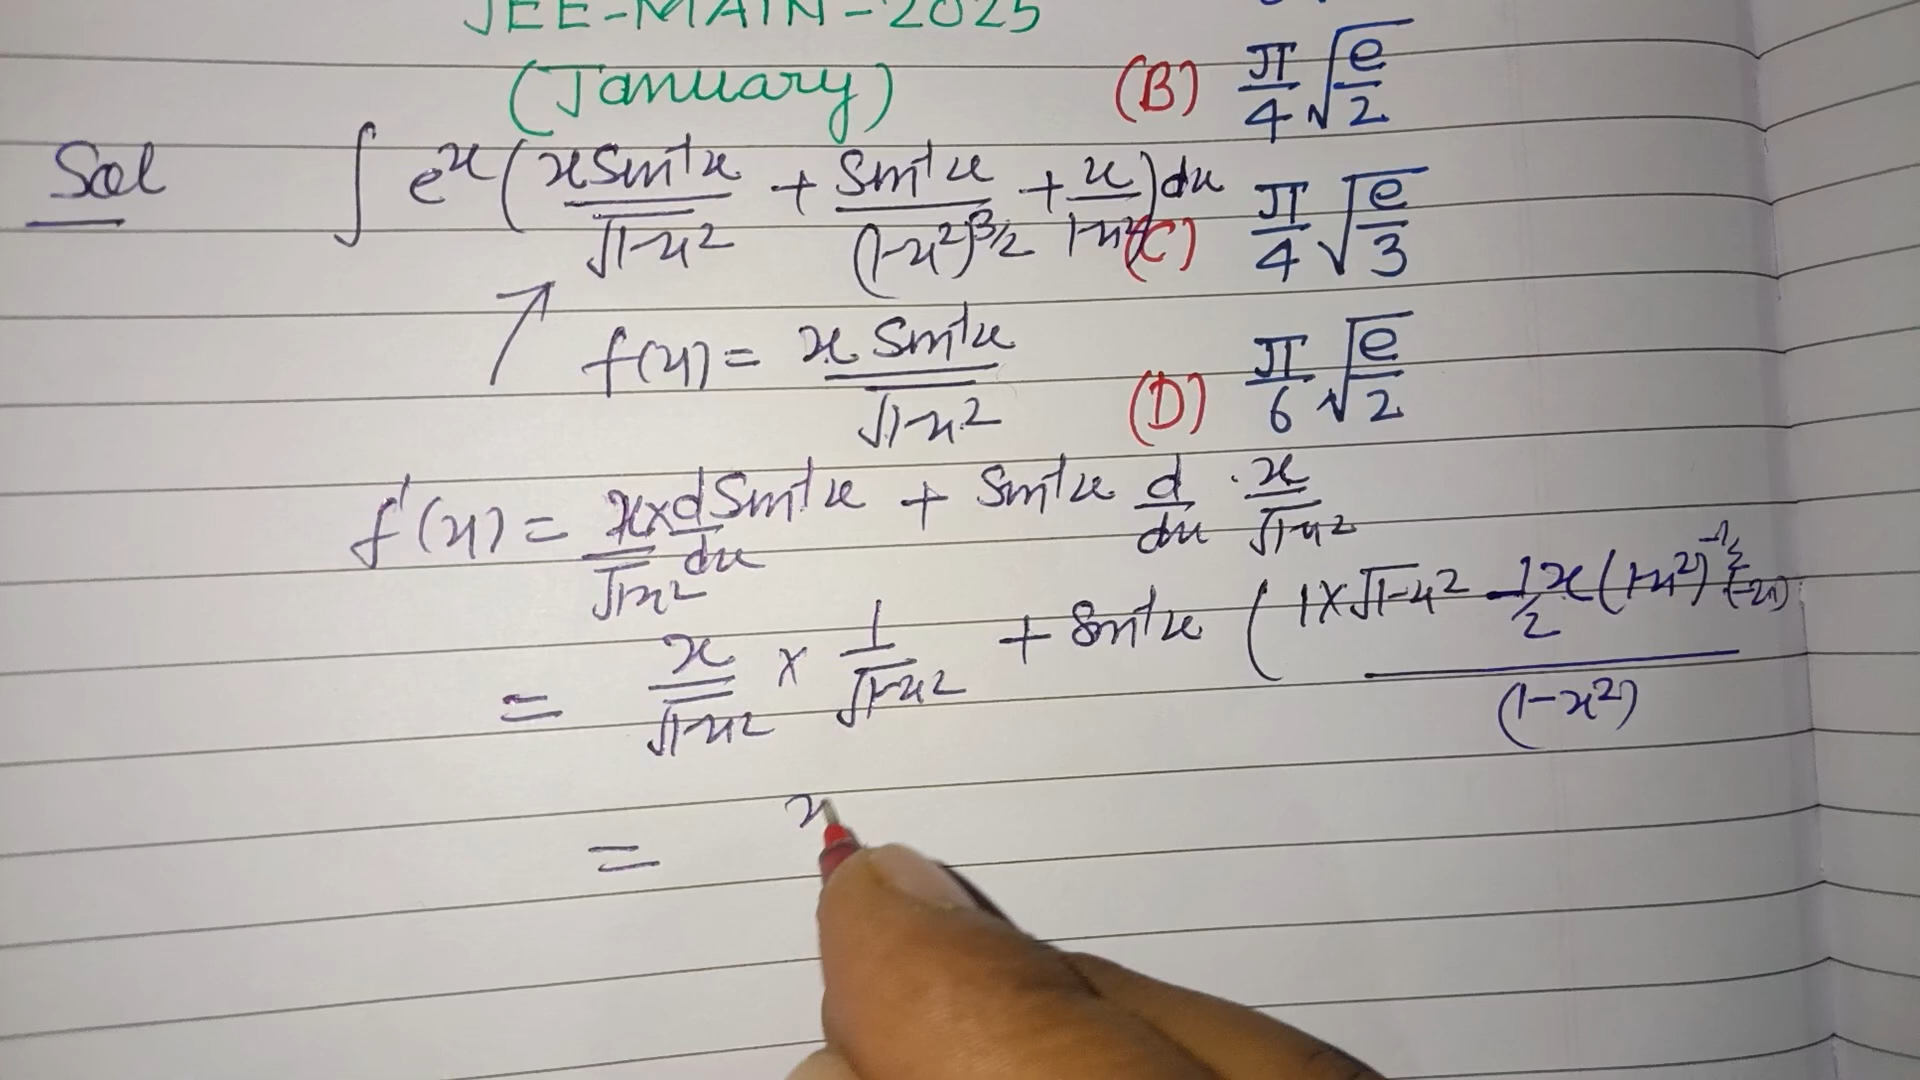 JEE-MAIN-2025
(January)
(B) π/4 √(e/2)
Sol ∫ eˣ ( x Sin⁻¹x / √1-x² + Sin⁻¹x / (1-x²)^3/2 + x / 1-x² ) dx
(C) π/4 √(e/3)
f(x) = x Sin⁻¹x / √1-x²
(D) π/6 √(e/2)
f'(x) = x / √1-x² × d/dx Sin⁻¹x + Sin⁻¹x d/dx · x / √1-x²
= x / √1-x² × 1 / √1-x² + Sin⁻¹x ( 1×√1-x² - 1/2 x (1-x²)^-1/2 (-2x) / (1-x²)
= x